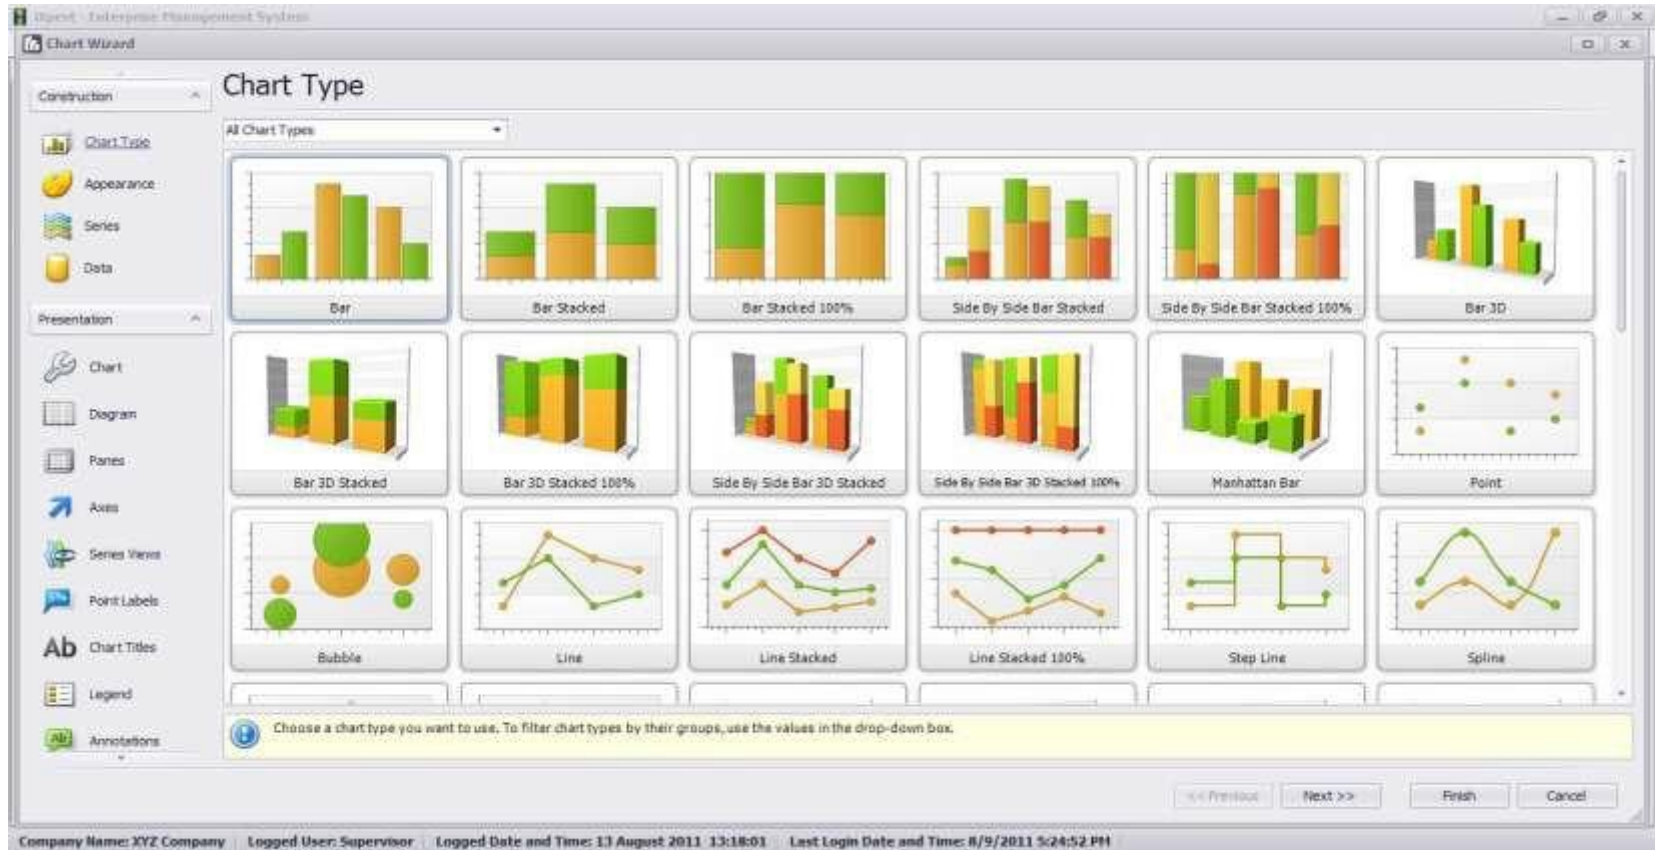 Enterprise Management System
Chart Wizard
Construction
Chart Type
Appearance
Series
Data
Presentation
Chart
Diagram
Panes
Axes
Series Views
Point Labels
Ab Chart Titles
Legend
Ab Annotations
Chart Type
All Chart Types
Bar
Bar Stacked
Bar Stacked 100%
Side By Side Bar Stacked
Side By Side Bar Stacked 100%
Bar 3D
Bar 3D Stacked
Bar 3D Stacked 100%
Side By Side Bar 3D Stacked
Side By Side Bar 3D Stacked 100%
Manhattan Bar
Point
Bubble
Line
Line Stacked
Line Stacked 100%
Step Line
Spline
Choose a chart type you want to use. To filter chart types by their groups, use the values in the drop-down box.
<< Previous
Next >>
Finish
Cancel
Company Name: XYZ Company
Logged User: Supervisor
Logged Date and Time: 13 August 2011 13:18:01
Last Login Date and Time: 8/9/2011 5:24:52 PM